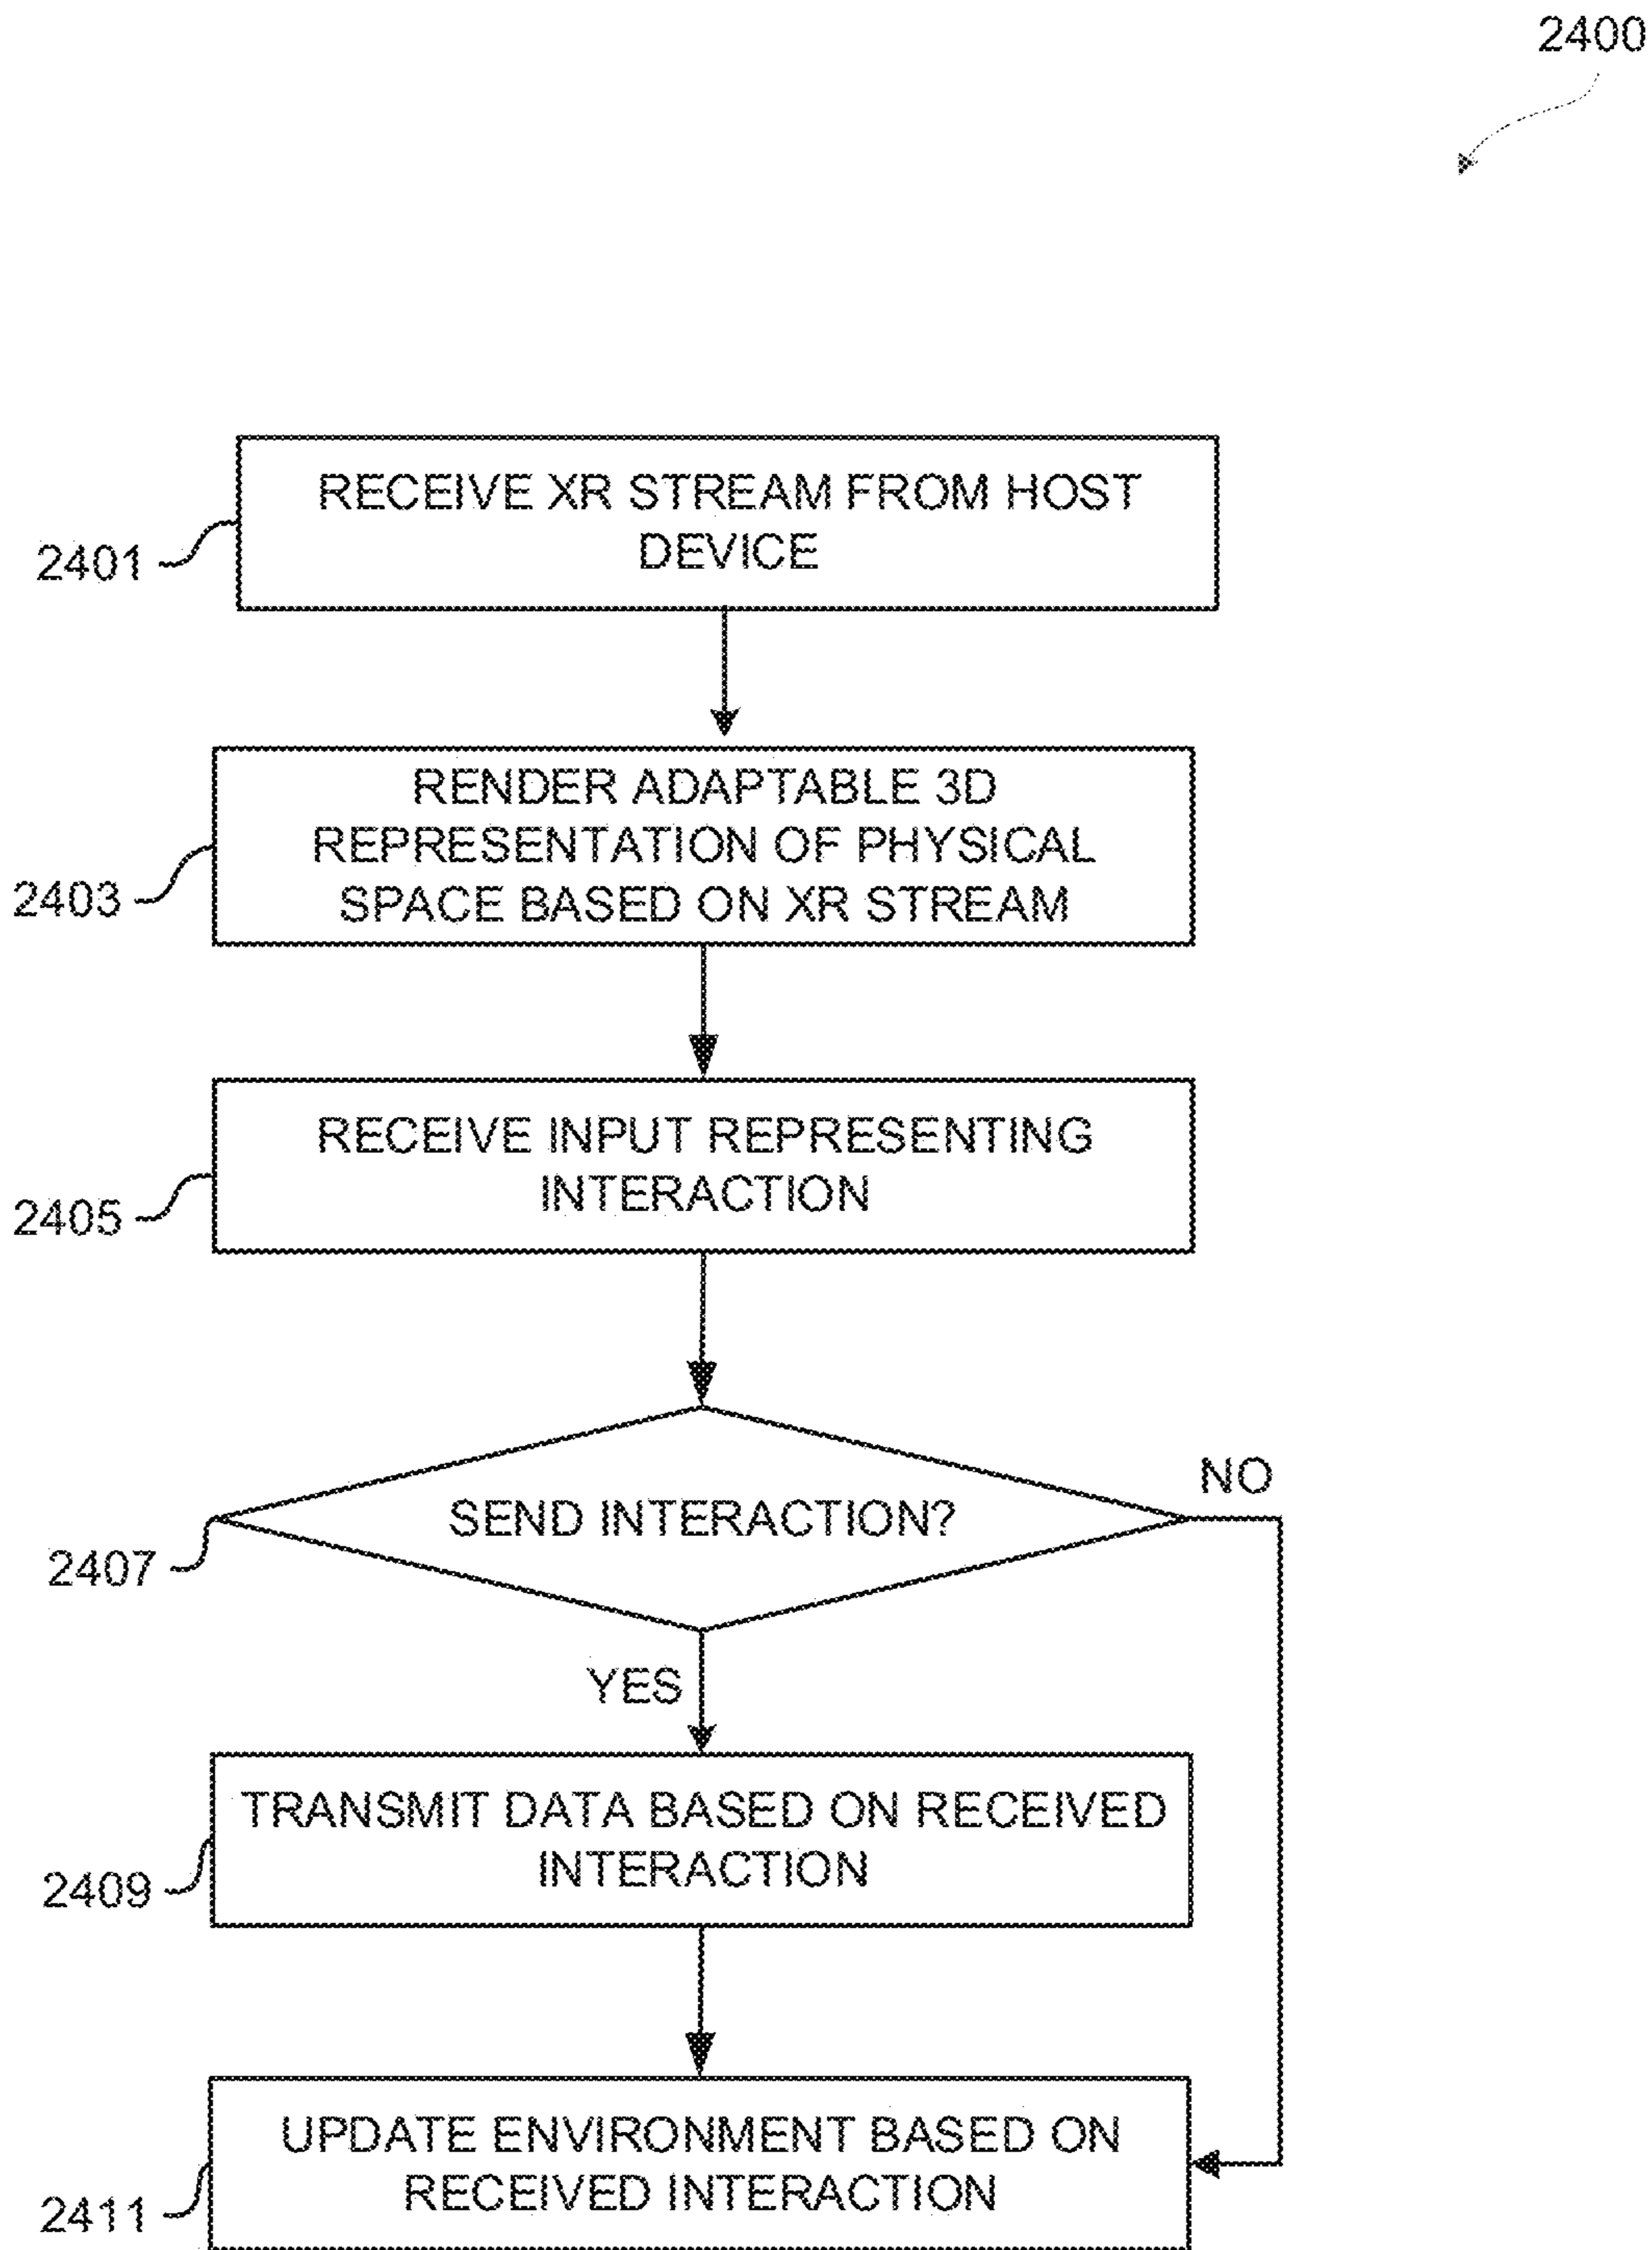 2400
RECEIVE XR STREAM FROM HOST
DEVICE
2401
RENDER ADAPTABLE 3D
REPRESENTATION OF PHYSICAL
SPACE BASED ON XR STREAM
2403
RECEIVE INPUT REPRESENTING
INTERACTION
2405
SEND INTERACTION?
NO
2407
YES
TRANSMIT DATA BASED ON RECEIVED
INTERACTION
2409
UPDATE ENVIRONMENT BASED ON
RECEIVED INTERACTION
2411